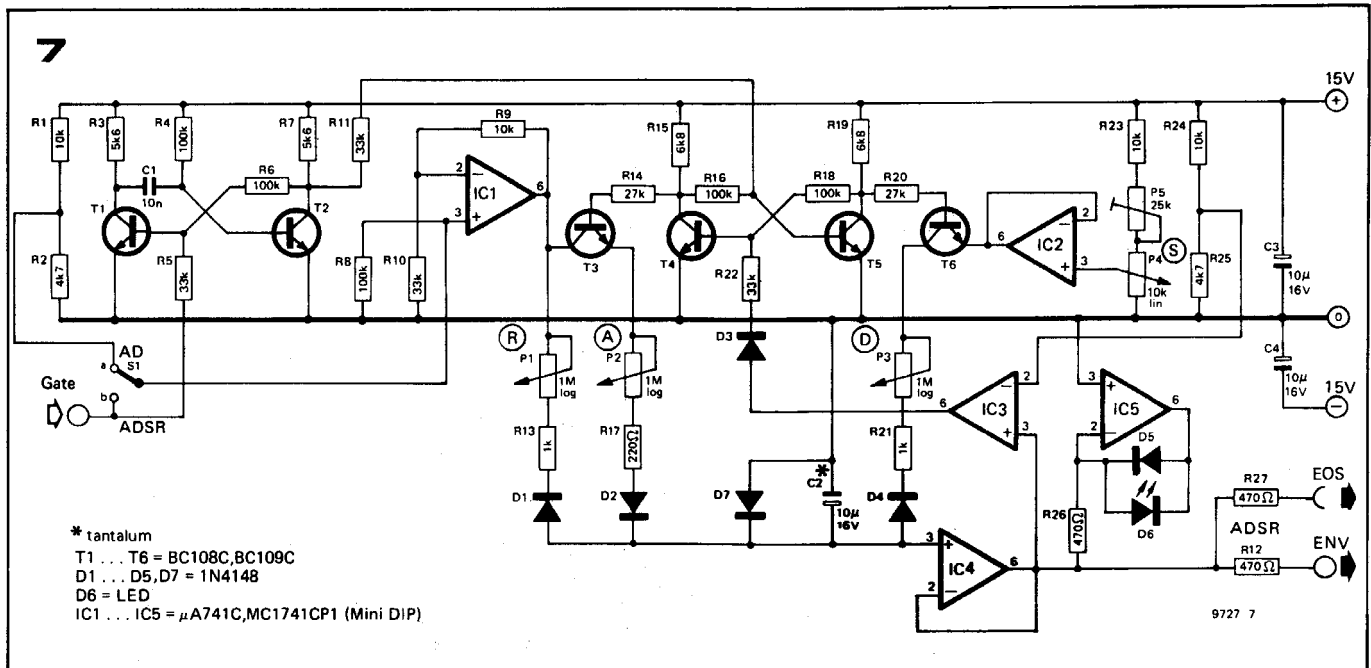 7
15V
R1
10k
R3
5k6
R4
100k
R7
5k6
R11
33k
R9
10k
R15
6k8
R19
6k8
R23
10k
R24
10k
C1
10n
R6
100k
T1
T2
2
IC1
6
3
R14
27k
R16
100k
R18
100k
R20
27k
P5
25k
2
IC2
6
3
S
P4
10k
lin
R25
4k7
C3
10µ
16V
R2
4k7
R5
33k
R8
100k
R10
33k
T3
T4
R22
33k
T5
T6
0
AD
a
S1
Gate
b
ADSR
R
P1
1M
log
A
P2
1M
log
D3
D
P3
1M
log
6
IC3
2
3
3
IC5
6
2
C4
10µ
16V
15V
R13
1k
R17
220Ω
R21
1k
D5
D1
D2
D7
*
C2
10µ
16V
D4
R26
470Ω
D6
R27
470Ω
EOS
ADSR
R12
470Ω
ENV
3
IC4
6
2
* tantalum
T1 ... T6 = BC108C,BC109C
D1 ... D5,D7 = 1N4148
D6 = LED
IC1 ... IC5 = µA741C,MC1741CP1 (Mini DIP)
9727 7